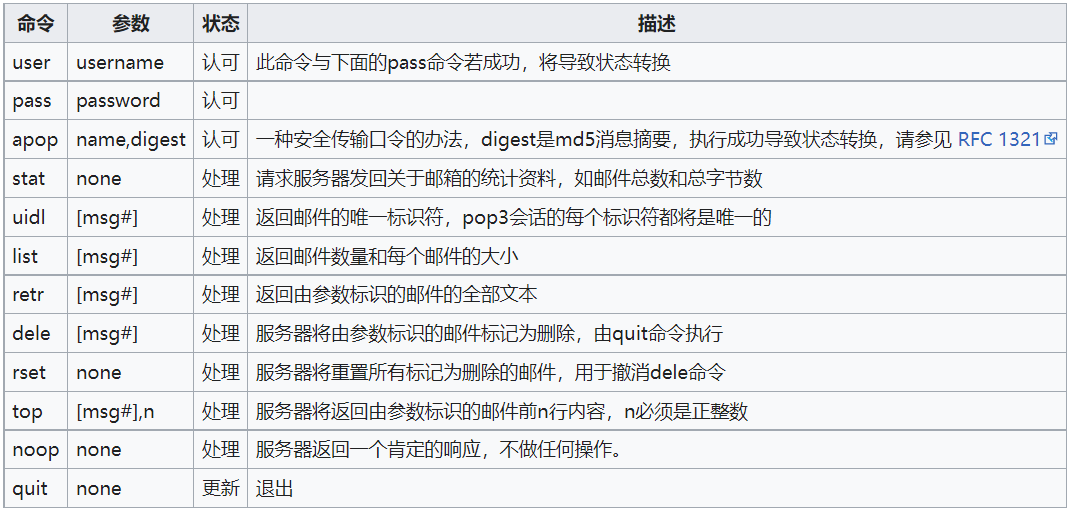 命令 参数 状态 描述
user username 认可 此命令与下面的pass命令若成功，将导致状态转换
pass password 认可
apop name,digest 认可 一种安全传输口令的办法，digest是md5消息摘要，执行成功导致状态转换，请参见 RFC 1321
stat none 处理 请求服务器发回关于邮箱的统计资料，如邮件总数和总字节数
uidl [msg#] 处理 返回邮件的唯一标识符，pop3会话的每个标识符都将是唯一的
list [msg#] 处理 返回邮件数量和每个邮件的大小
retr [msg#] 处理 返回由参数标识的邮件的全部文本
dele [msg#] 处理 服务器将由参数标识的邮件标记为删除，由quit命令执行
rset none 处理 服务器将重置所有标记为删除的邮件，用于撤消dele命令
top [msg#],n 处理 服务器将返回由参数标识的邮件前n行内容，n必须是正整数
noop none 处理 服务器返回一个肯定的响应，不做任何操作。
quit none 更新 退出